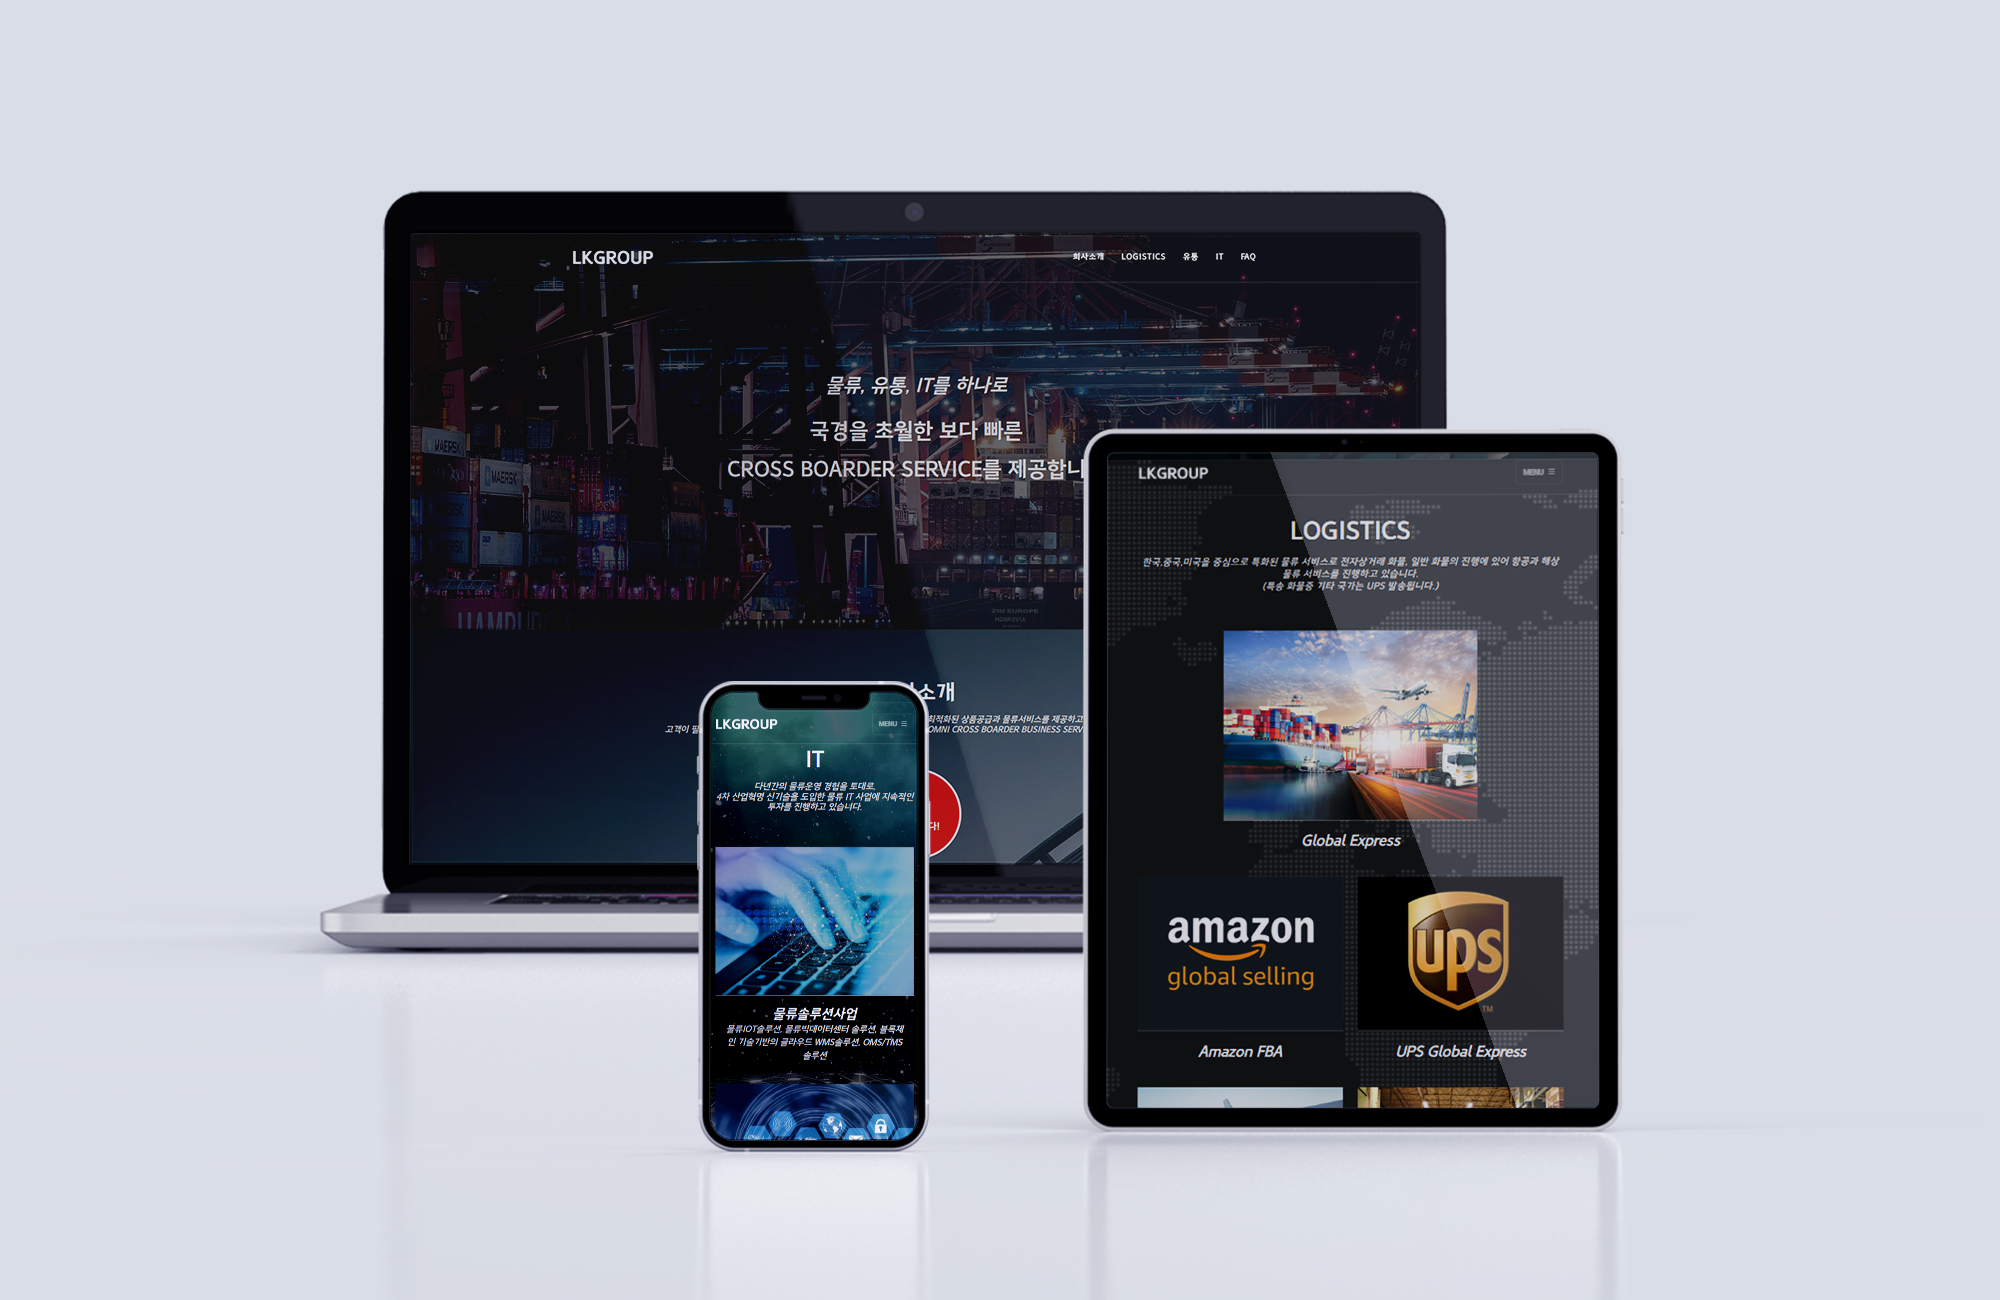 LKGROUP
회사소개 LOGISTICS 유통 IT FAQ
물류, 유통, IT를 하나로
국경을 초월한 보다 빠른
CROSS BOARDER SERVICE를 제공합니
MAERSK
MAERSK
MAERSK
HAMBURG
ZIM EUROPE
MONROVIA
소개
최적화된 상품공급과 물류서비스를 제공하고
고객이 필
OMNI CROSS BOARDER BUSINESS SERV
다!
LKGROUP
MENU
IT
다년간의 물류운영 경험을 토대로,
4차 산업혁명 신기술을 도입한 물류 IT 사업에 지속적인
투자를 진행하고 있습니다.
물류솔루션사업
물류IOT솔루션, 물류빅데이터센터 솔루션, 블록체
인 기술기반의 클라우드 WMS솔루션, OMS/TMS
솔루션
LKGROUP
MENU
LOGISTICS
한국,중국,미국을 중심으로 특화된 물류 서비스로 전자상거래 화물, 일반 화물의 진행에 있어 항공과 해상
물류 서비스를 진행하고 있습니다.
(특송 화물중 기타 국가는 UPS 발송됩니다.)
Global Express
amazon
global selling
ups
TM
Amazon FBA
UPS Global Express